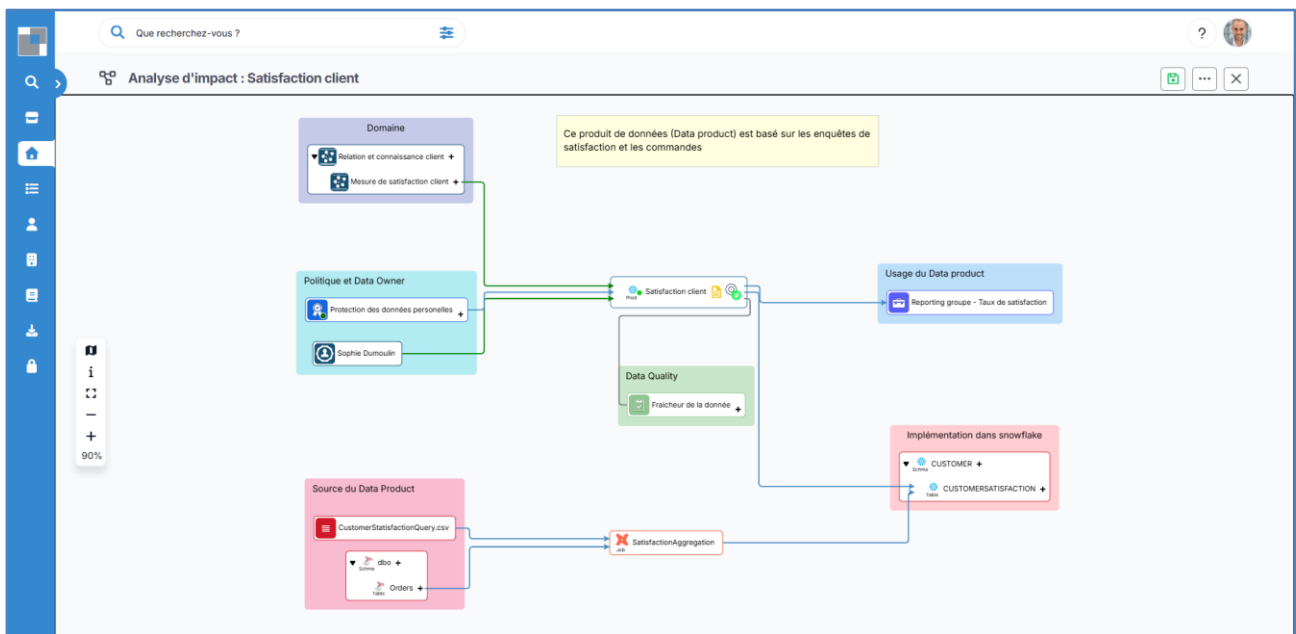 Que recherchez-vous ?
?
Analyse d'impact : Satisfaction client
Domaine
Relation et connaissance client +
Mesure de satisfaction client +
Ce produit de données (Data product) est basé sur les enquêtes de
satisfaction et les commandes
Politique et Data Owner
Protection des données personelles +
Sophie Dumoulin
Prod
Satisfaction client
Usage du Data product
Reporting groupe - Taux de satisfaction
Data Quality
Fraîcheur de la donnée +
i
90%
Implémentation dans snowflake
CUSTOMER +
Schma
CUSTOMERSATISFACTION +
Table
Source du Data Product
CustomerStatisfactionQuery.csv
dbo +
Schma
Orders +
Table
SatisfactionAggregation
Job